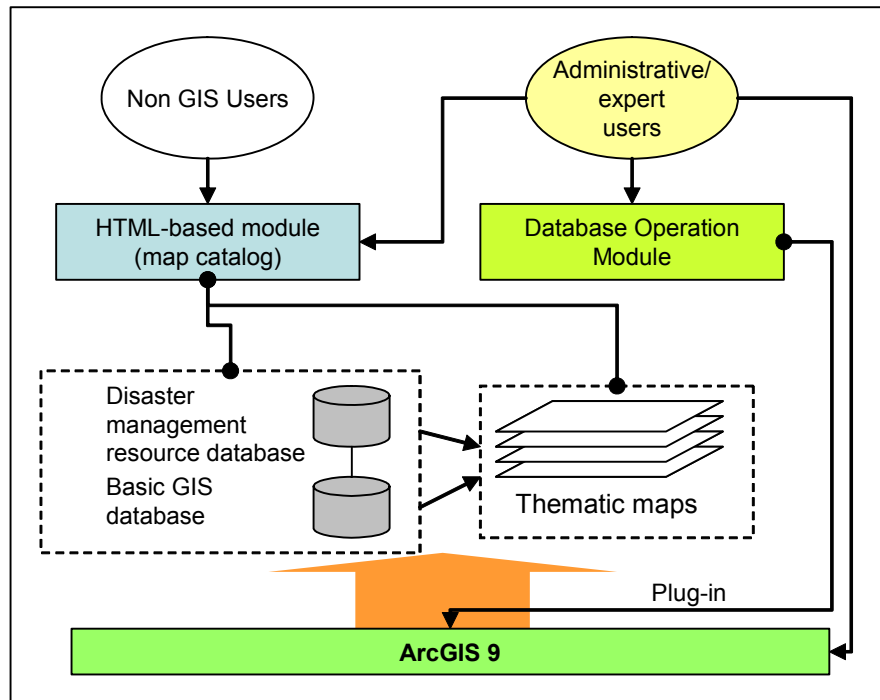 Non GIS Users
Administrative/
expert
users
HTML-based module
(map catalog)
Database Operation
Module
Disaster
management
resource database
Basic GIS
database
Thematic maps
Plug-in
ArcGIS 9